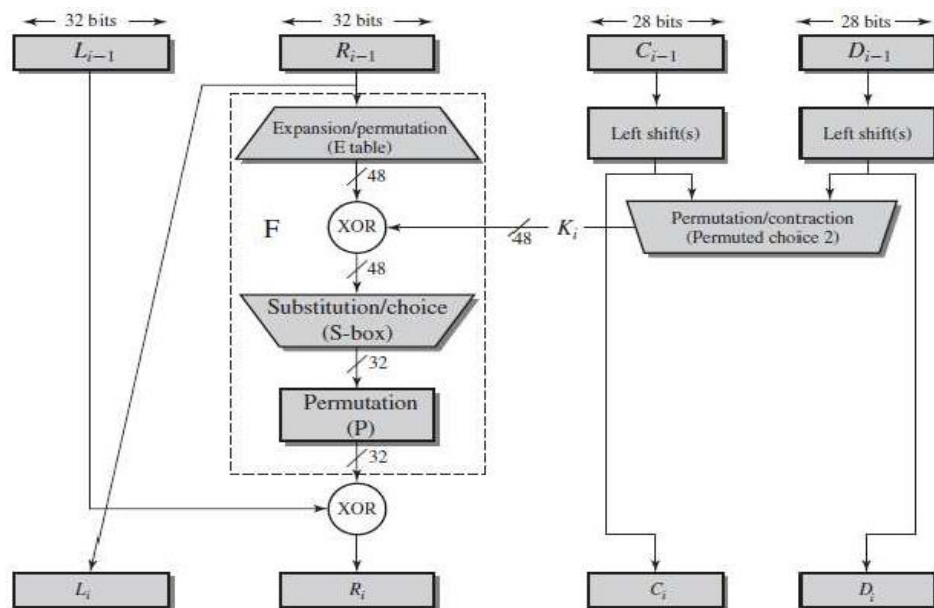 32 bits 32 bits 28 bits 28 bits
Lᵢ₋₁ Rᵢ₋₁ Cᵢ₋₁ Dᵢ₋₁
Expansion/permutation
(E table)
Left shift(s) Left shift(s)
48
F XOR 48 Kᵢ
Permutation/contraction
(Permuted choice 2)
48
Substitution/choice
(S-box)
32
Permutation
(P)
32
XOR
Lᵢ Rᵢ Cᵢ Dᵢ